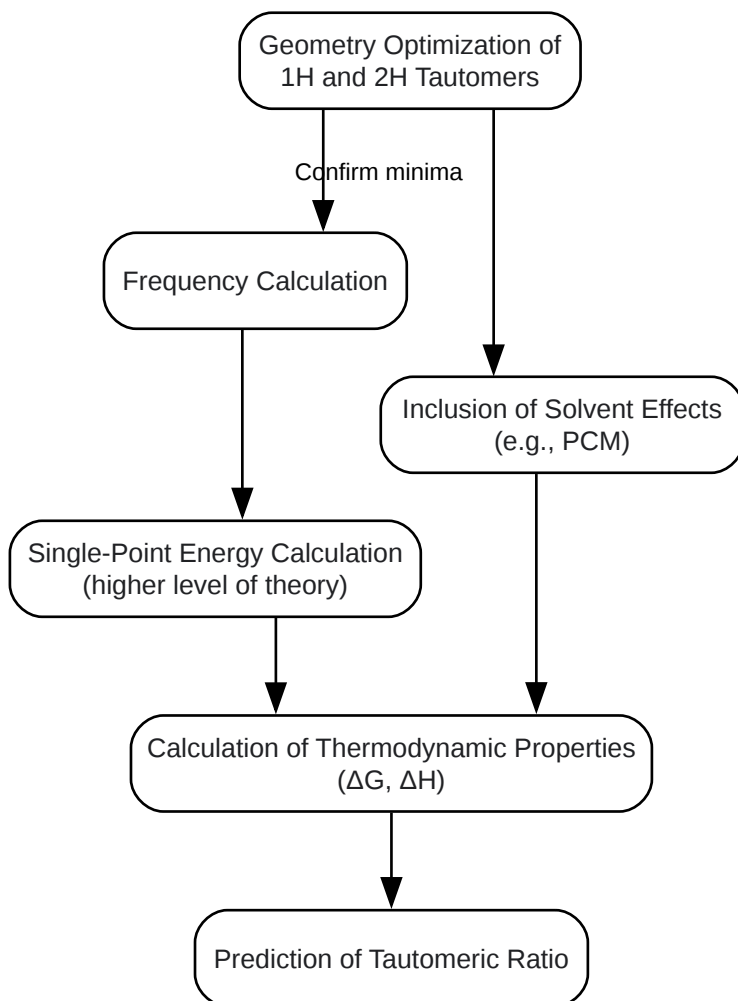 Geometry Optimization of
1H and 2H Tautomers
Confirm minima
Frequency Calculation
Inclusion of Solvent Effects
(e.g., PCM)
Single-Point Energy Calculation
(higher level of theory)
Calculation of Thermodynamic Properties
(ΔG, ΔH)
Prediction of Tautomeric Ratio